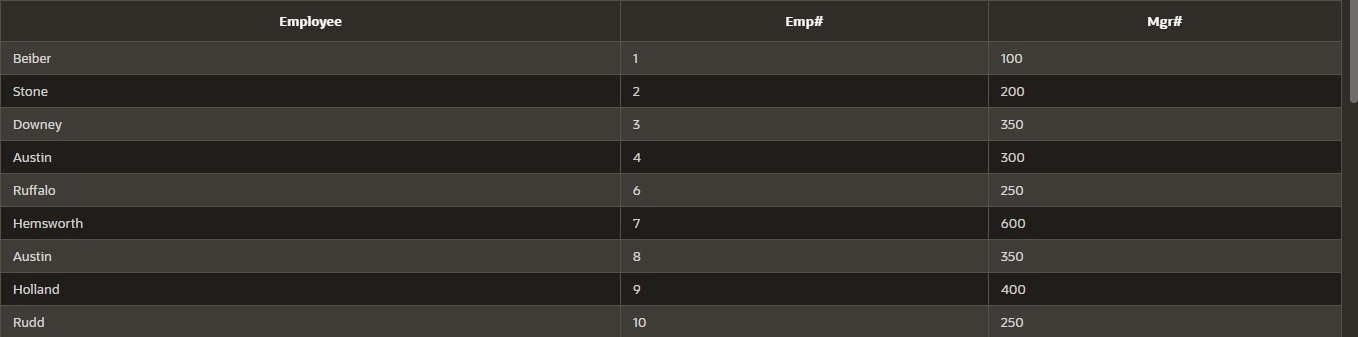 Employee Emp# Mgr#
Beiber 1 100
Stone 2 200
Downey 3 350
Austin 4 300
Ruffalo 6 250
Hemsworth 7 600
Austin 8 350
Holland 9 400
Rudd 10 250